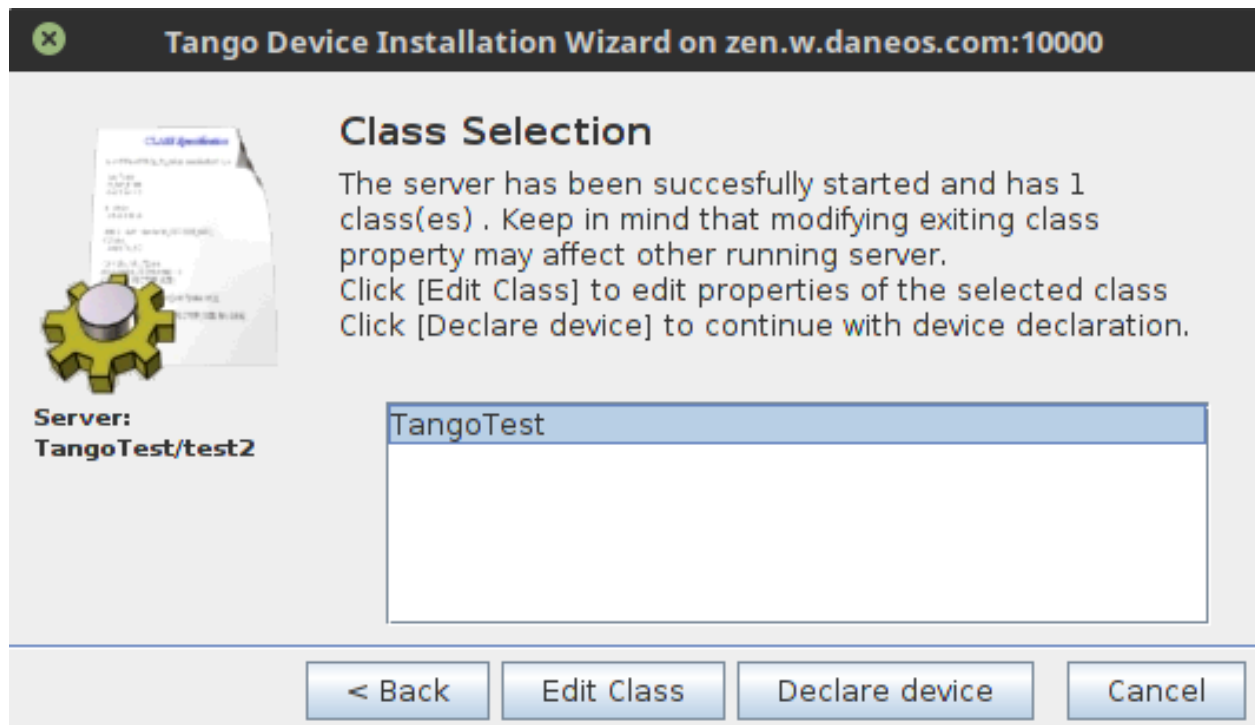 Tango Device Installation Wizard on zen.w.daneos.com:10000
Class Selection
The server has been succesfully started and has 1
class(es) . Keep in mind that modifying exiting class
property may affect other running server.
Click [Edit Class] to edit properties of the selected class
Click [Declare device] to continue with device declaration.
CLASS Specification
Server:
TangoTest/test2
TangoTest
< Back
Edit Class
Declare device
Cancel